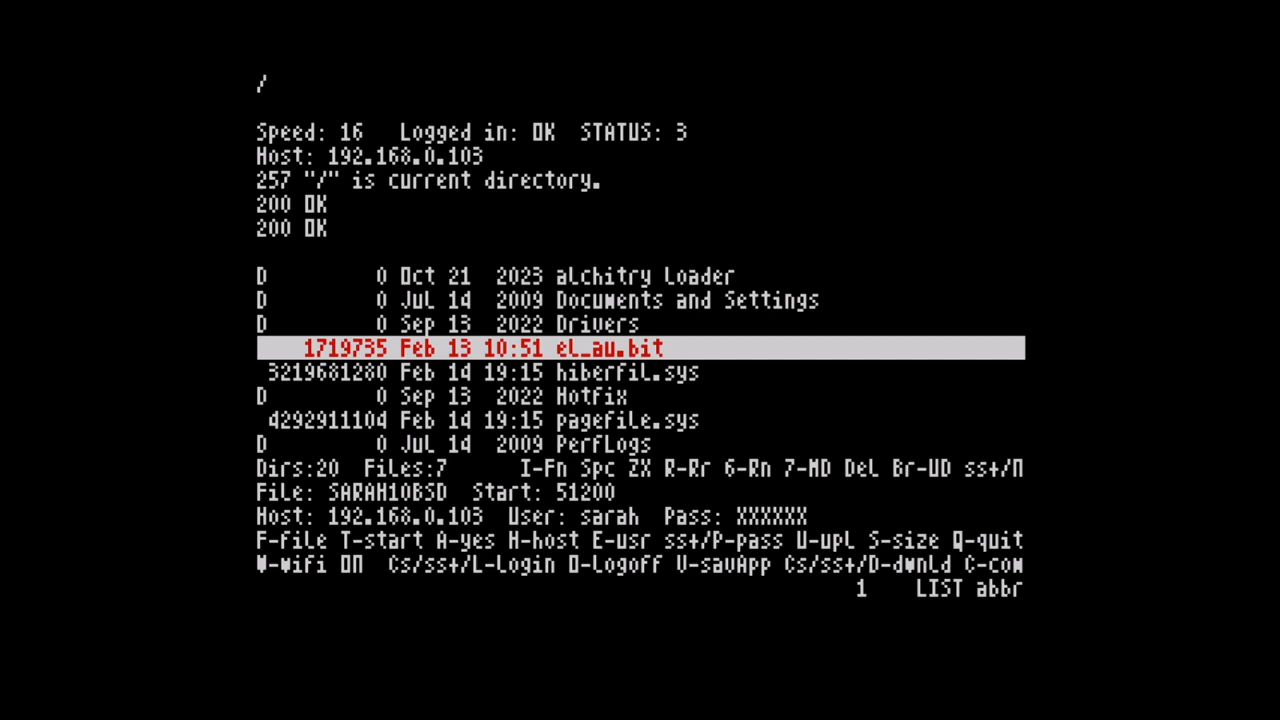 /
Speed: 16   Logged in: OK  STATUS: 3
Host: 192.168.0.103
257 "/" is current directory.
200 OK
200 OK
D         0 Oct 21  2023 alchitry Loader
D         0 Jul 14  2009 Documents and Settings
D         0 Sep 13  2022 Drivers
    1719735 Feb 13 10:51 el_au.bit
 3219681280 Feb 14 19:15 hiberfil.sys
D         0 Sep 13  2022 Hotfix
 4292911104 Feb 14 19:15 pagefile.sys
D         0 Jul 14  2009 PerfLogs
Dirs:20  Files:7      I-Fn Spc ZX R-Rr 6-Rn 7-MD Del Br-UD ss+/N
File: SARAH10BSD  Start: 51200
Host: 192.168.0.103  User: sarah  Pass: XXXXXX
F-file T-start A-yes H-host E-usr ss+/P-pass U-upl S-size Q-quit
W-wifi ON  Cs/ss+/L-Login O-Logoff V-savApp Cs/ss+/D-dwnld C-com
1    LIST abbr